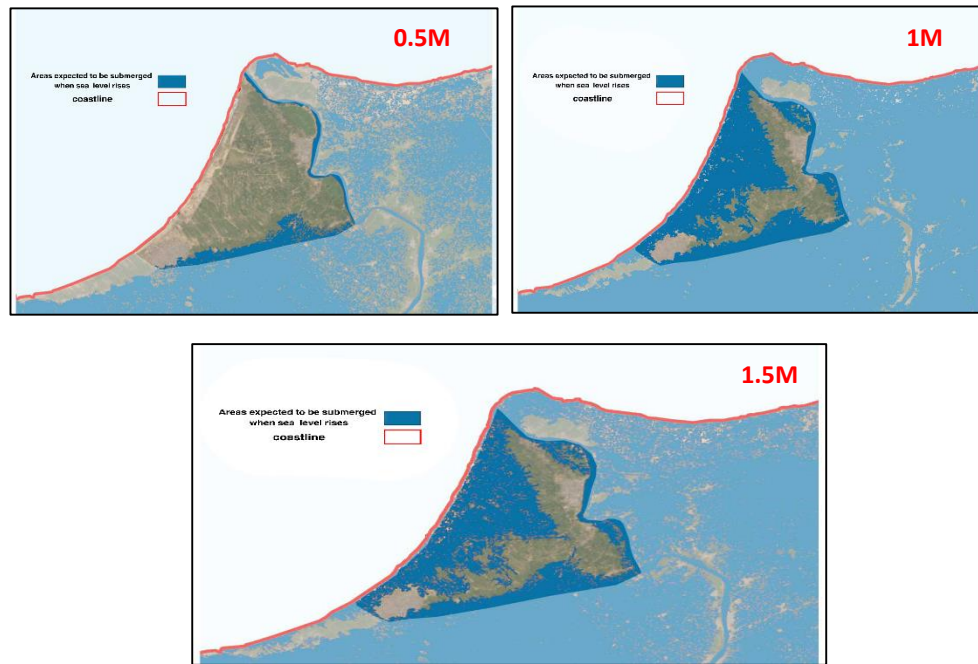 0.5M
Areas expected to be submerged
when sea level rises
coastline
1M
Areas expected to be submerged
when sea level rises
coastline
1.5M
Areas expected to be submerged
when sea level rises
coastline